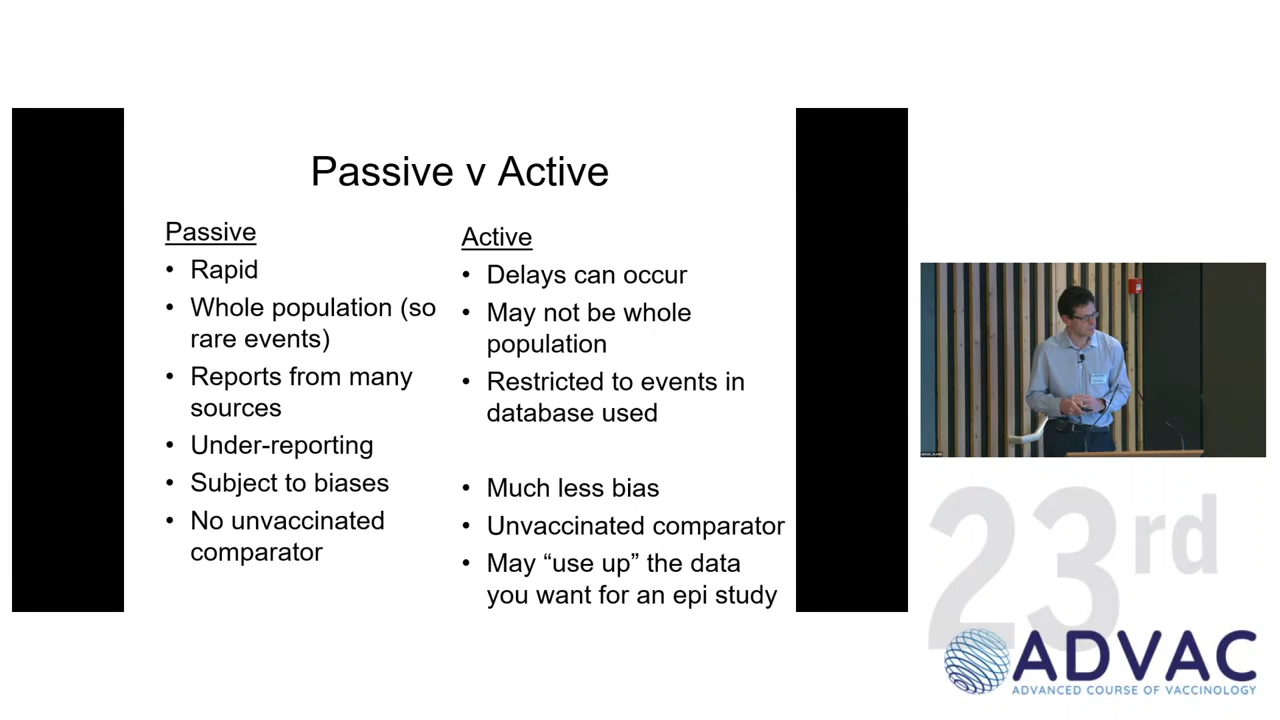 Passive v Active
Passive
• Rapid
• Whole population (so
rare events)
• Reports from many
sources
• Under-reporting
• Subject to biases
• No unvaccinated
comparator
Active
• Delays can occur
• May not be whole
population
• Restricted to events in
database used
• Much less bias
• Unvaccinated comparator
• May “use up” the data
you want for an epi study
23rd
ADVAC
ADVANCED COURSE OF VACCINOLOGY